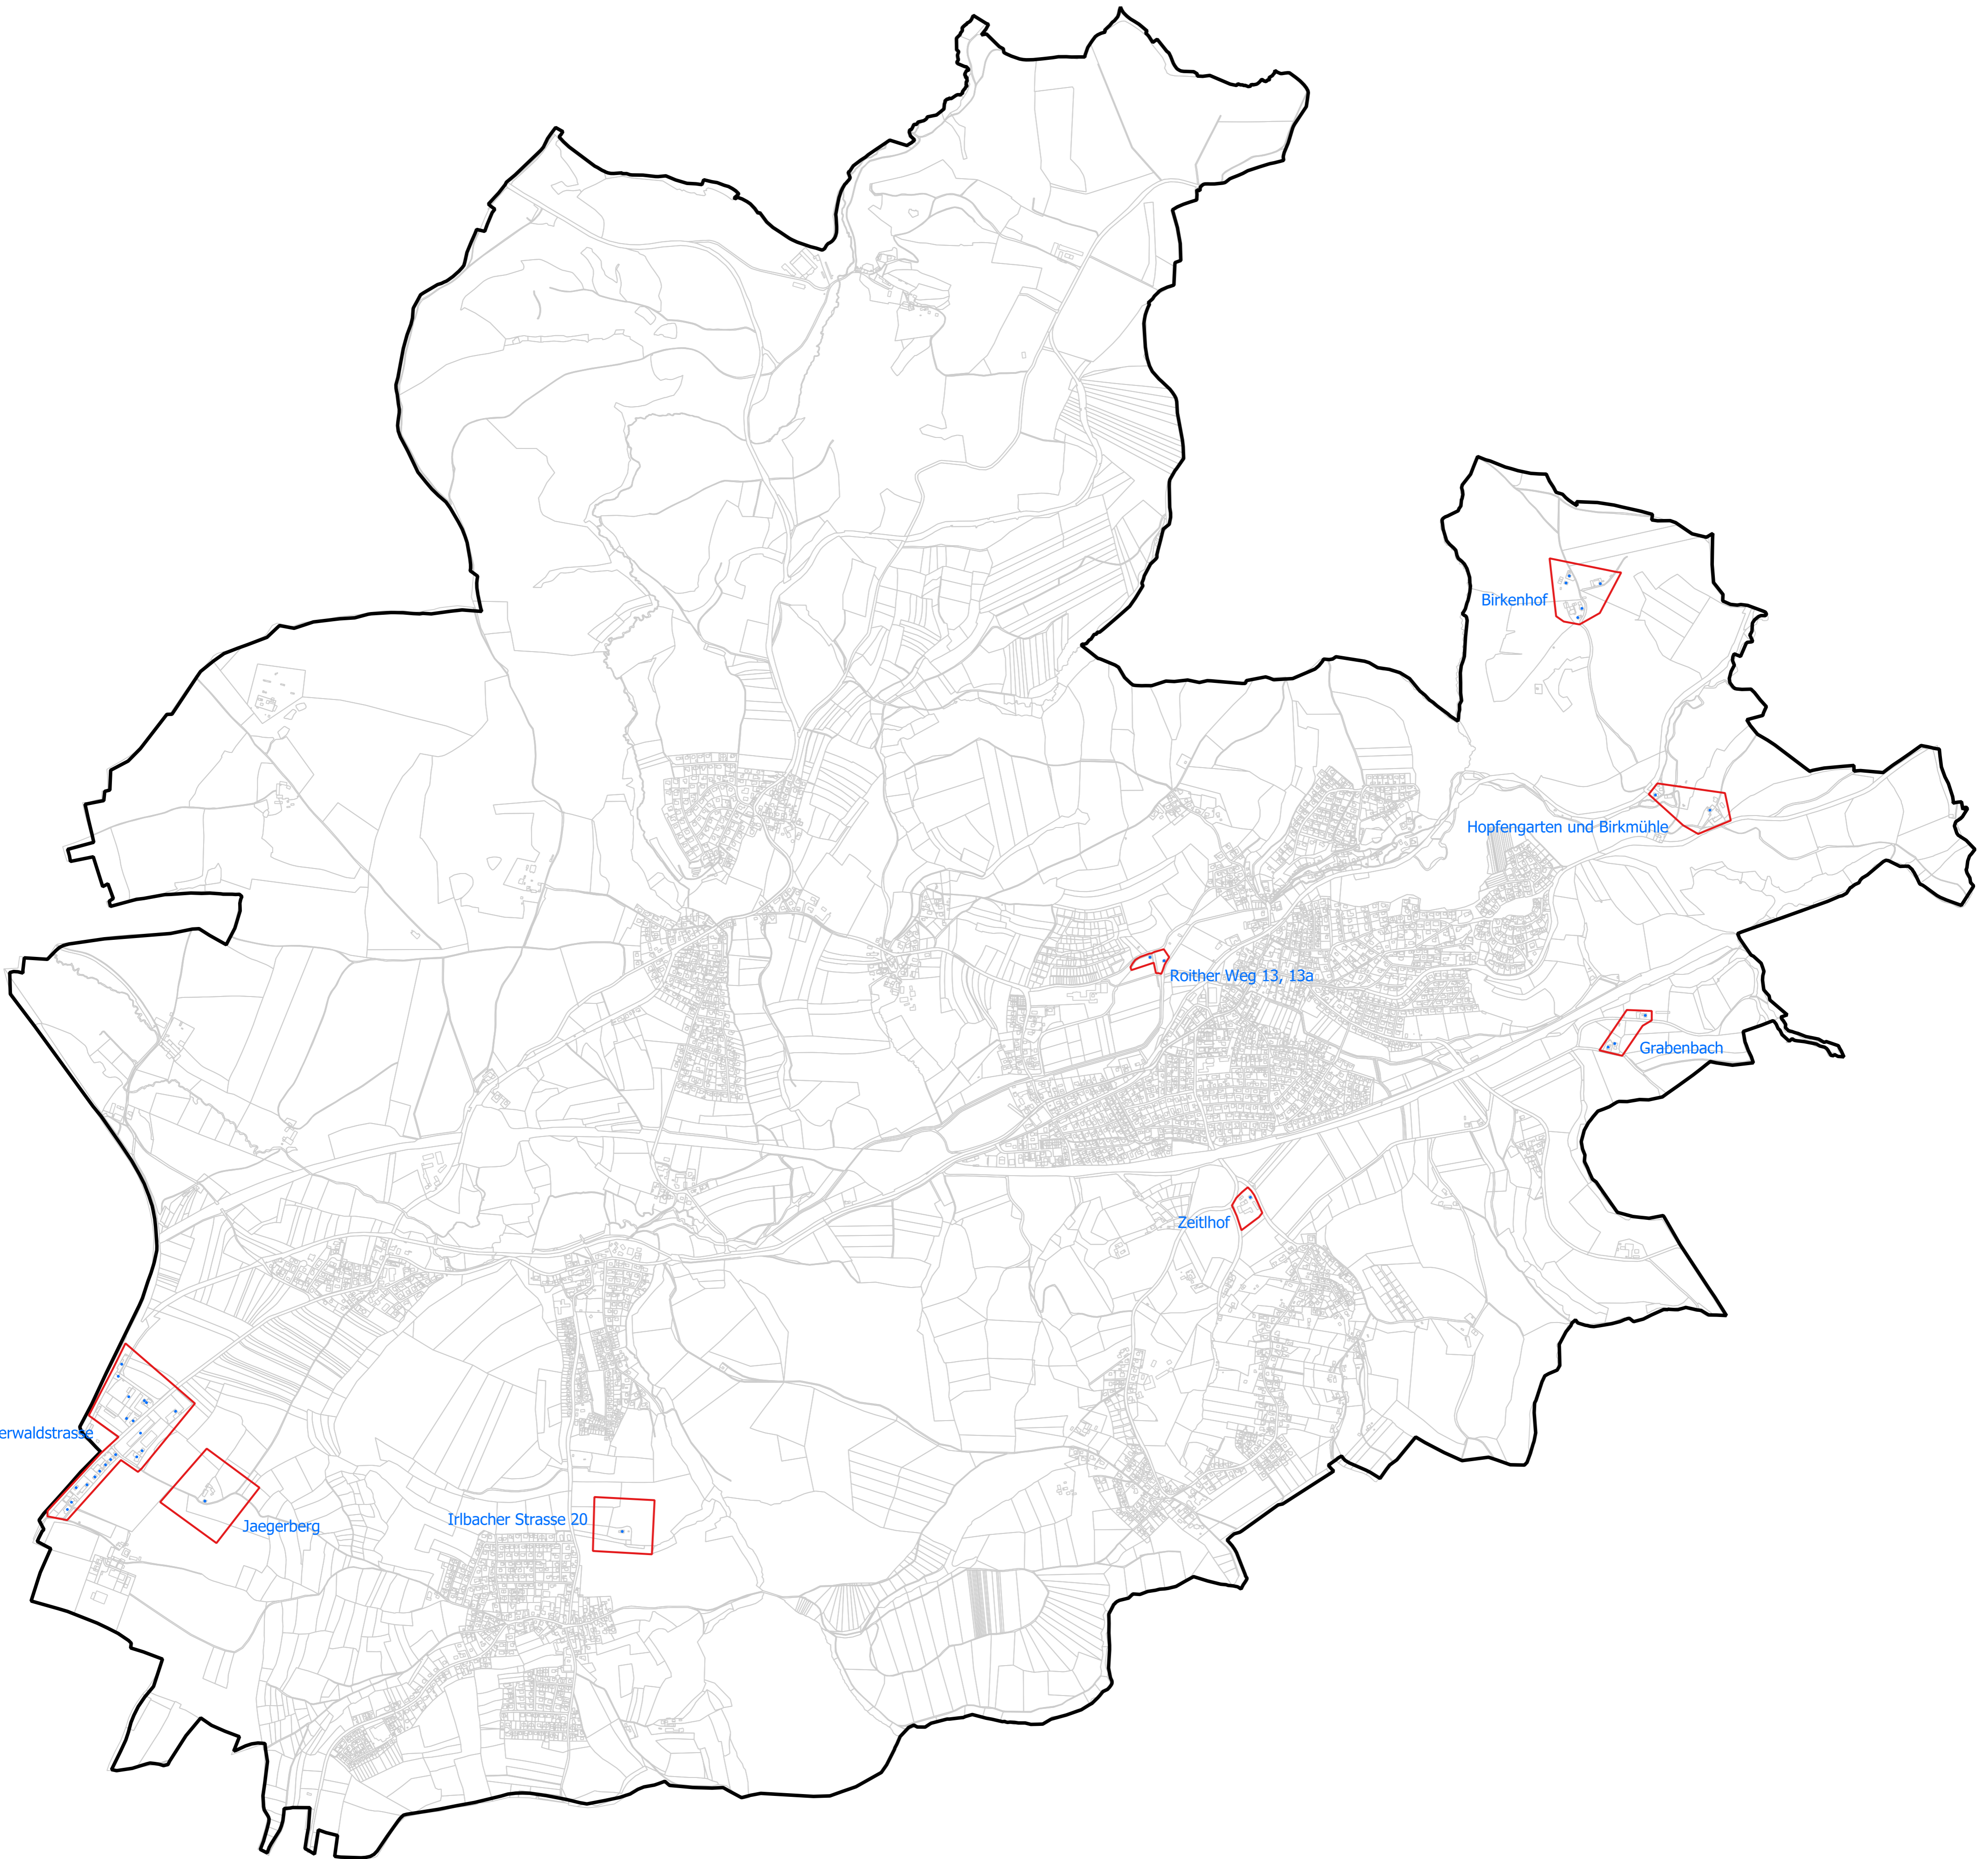 Birkenhof
Hopfengarten und Birkmühle
Roither Weg 13, 13a
Grabenbach
Zeitlhof
erwaldstrasse
Irlbacher Strasse 20
Jaegerberg